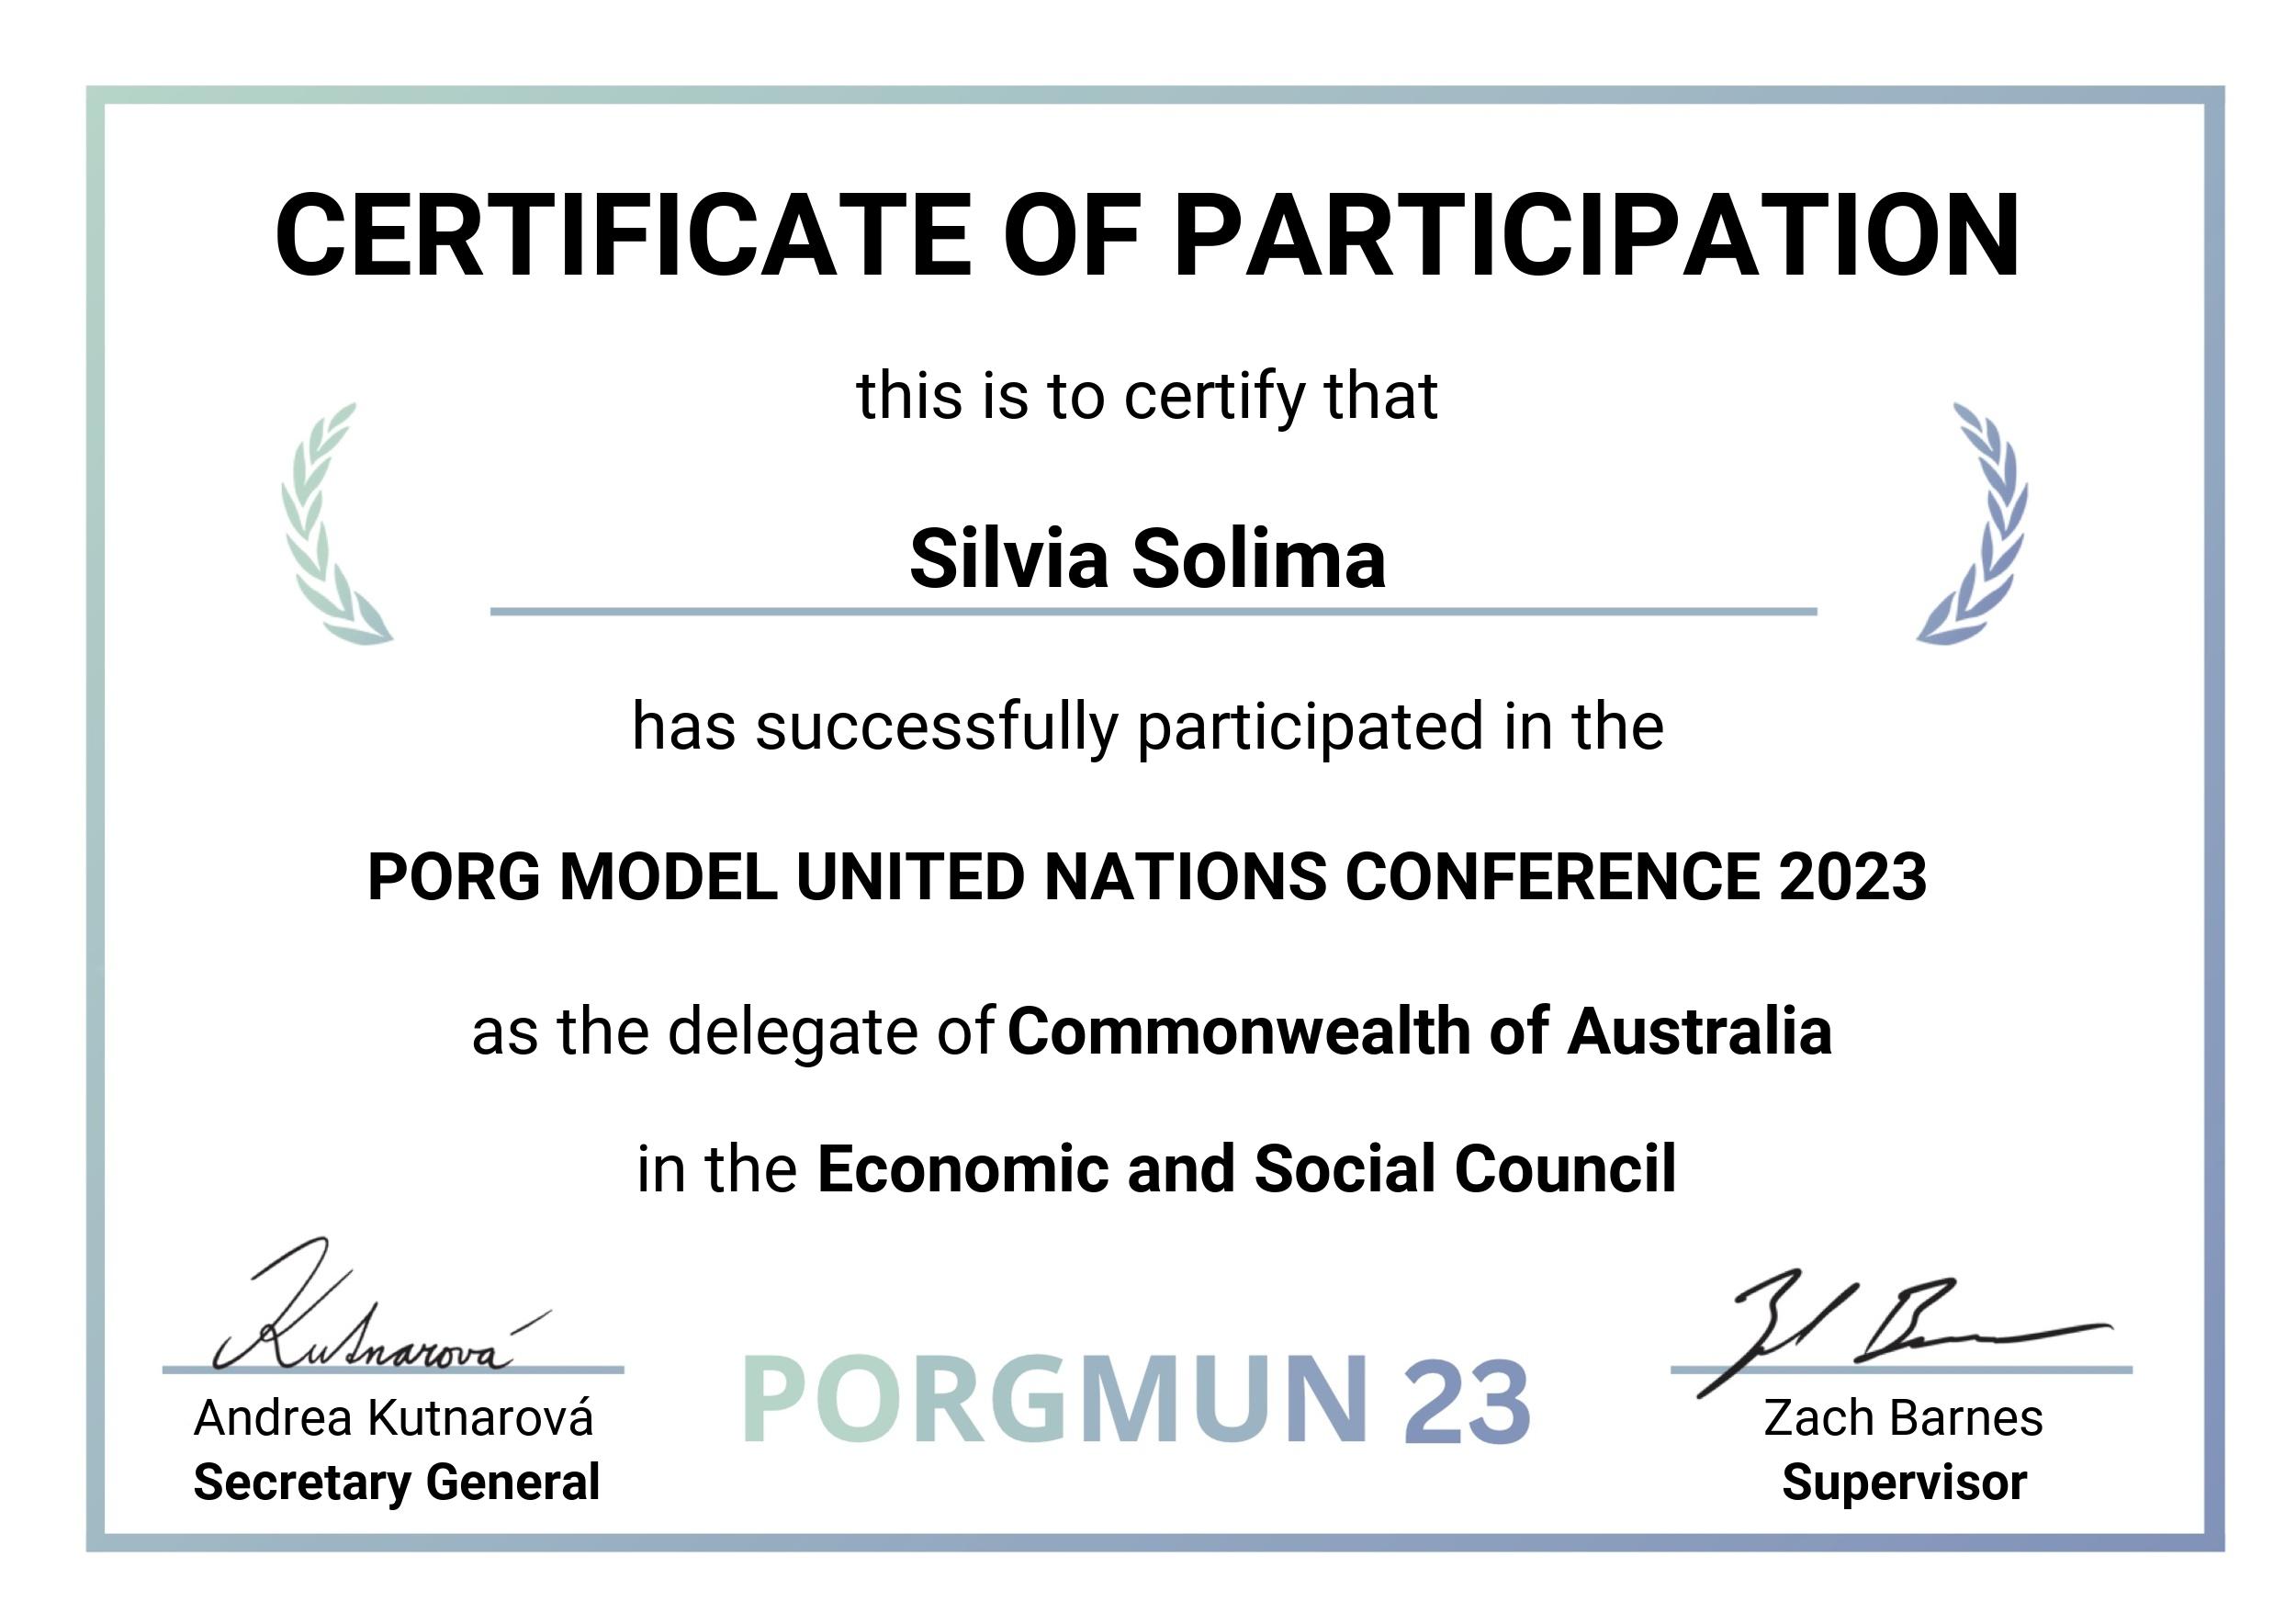 CERTIFICATE OF PARTICIPATION
this is to certify that
Silvia Solima
has successfully participated in the
PORG MODEL UNITED NATIONS CONFERENCE 2023
as the delegate of Commonwealth of Australia
in the Economic and Social Council
Kutnarová
Andrea Kutnarová
Secretary General
PORGMUN 23
Zach Barnes
Supervisor